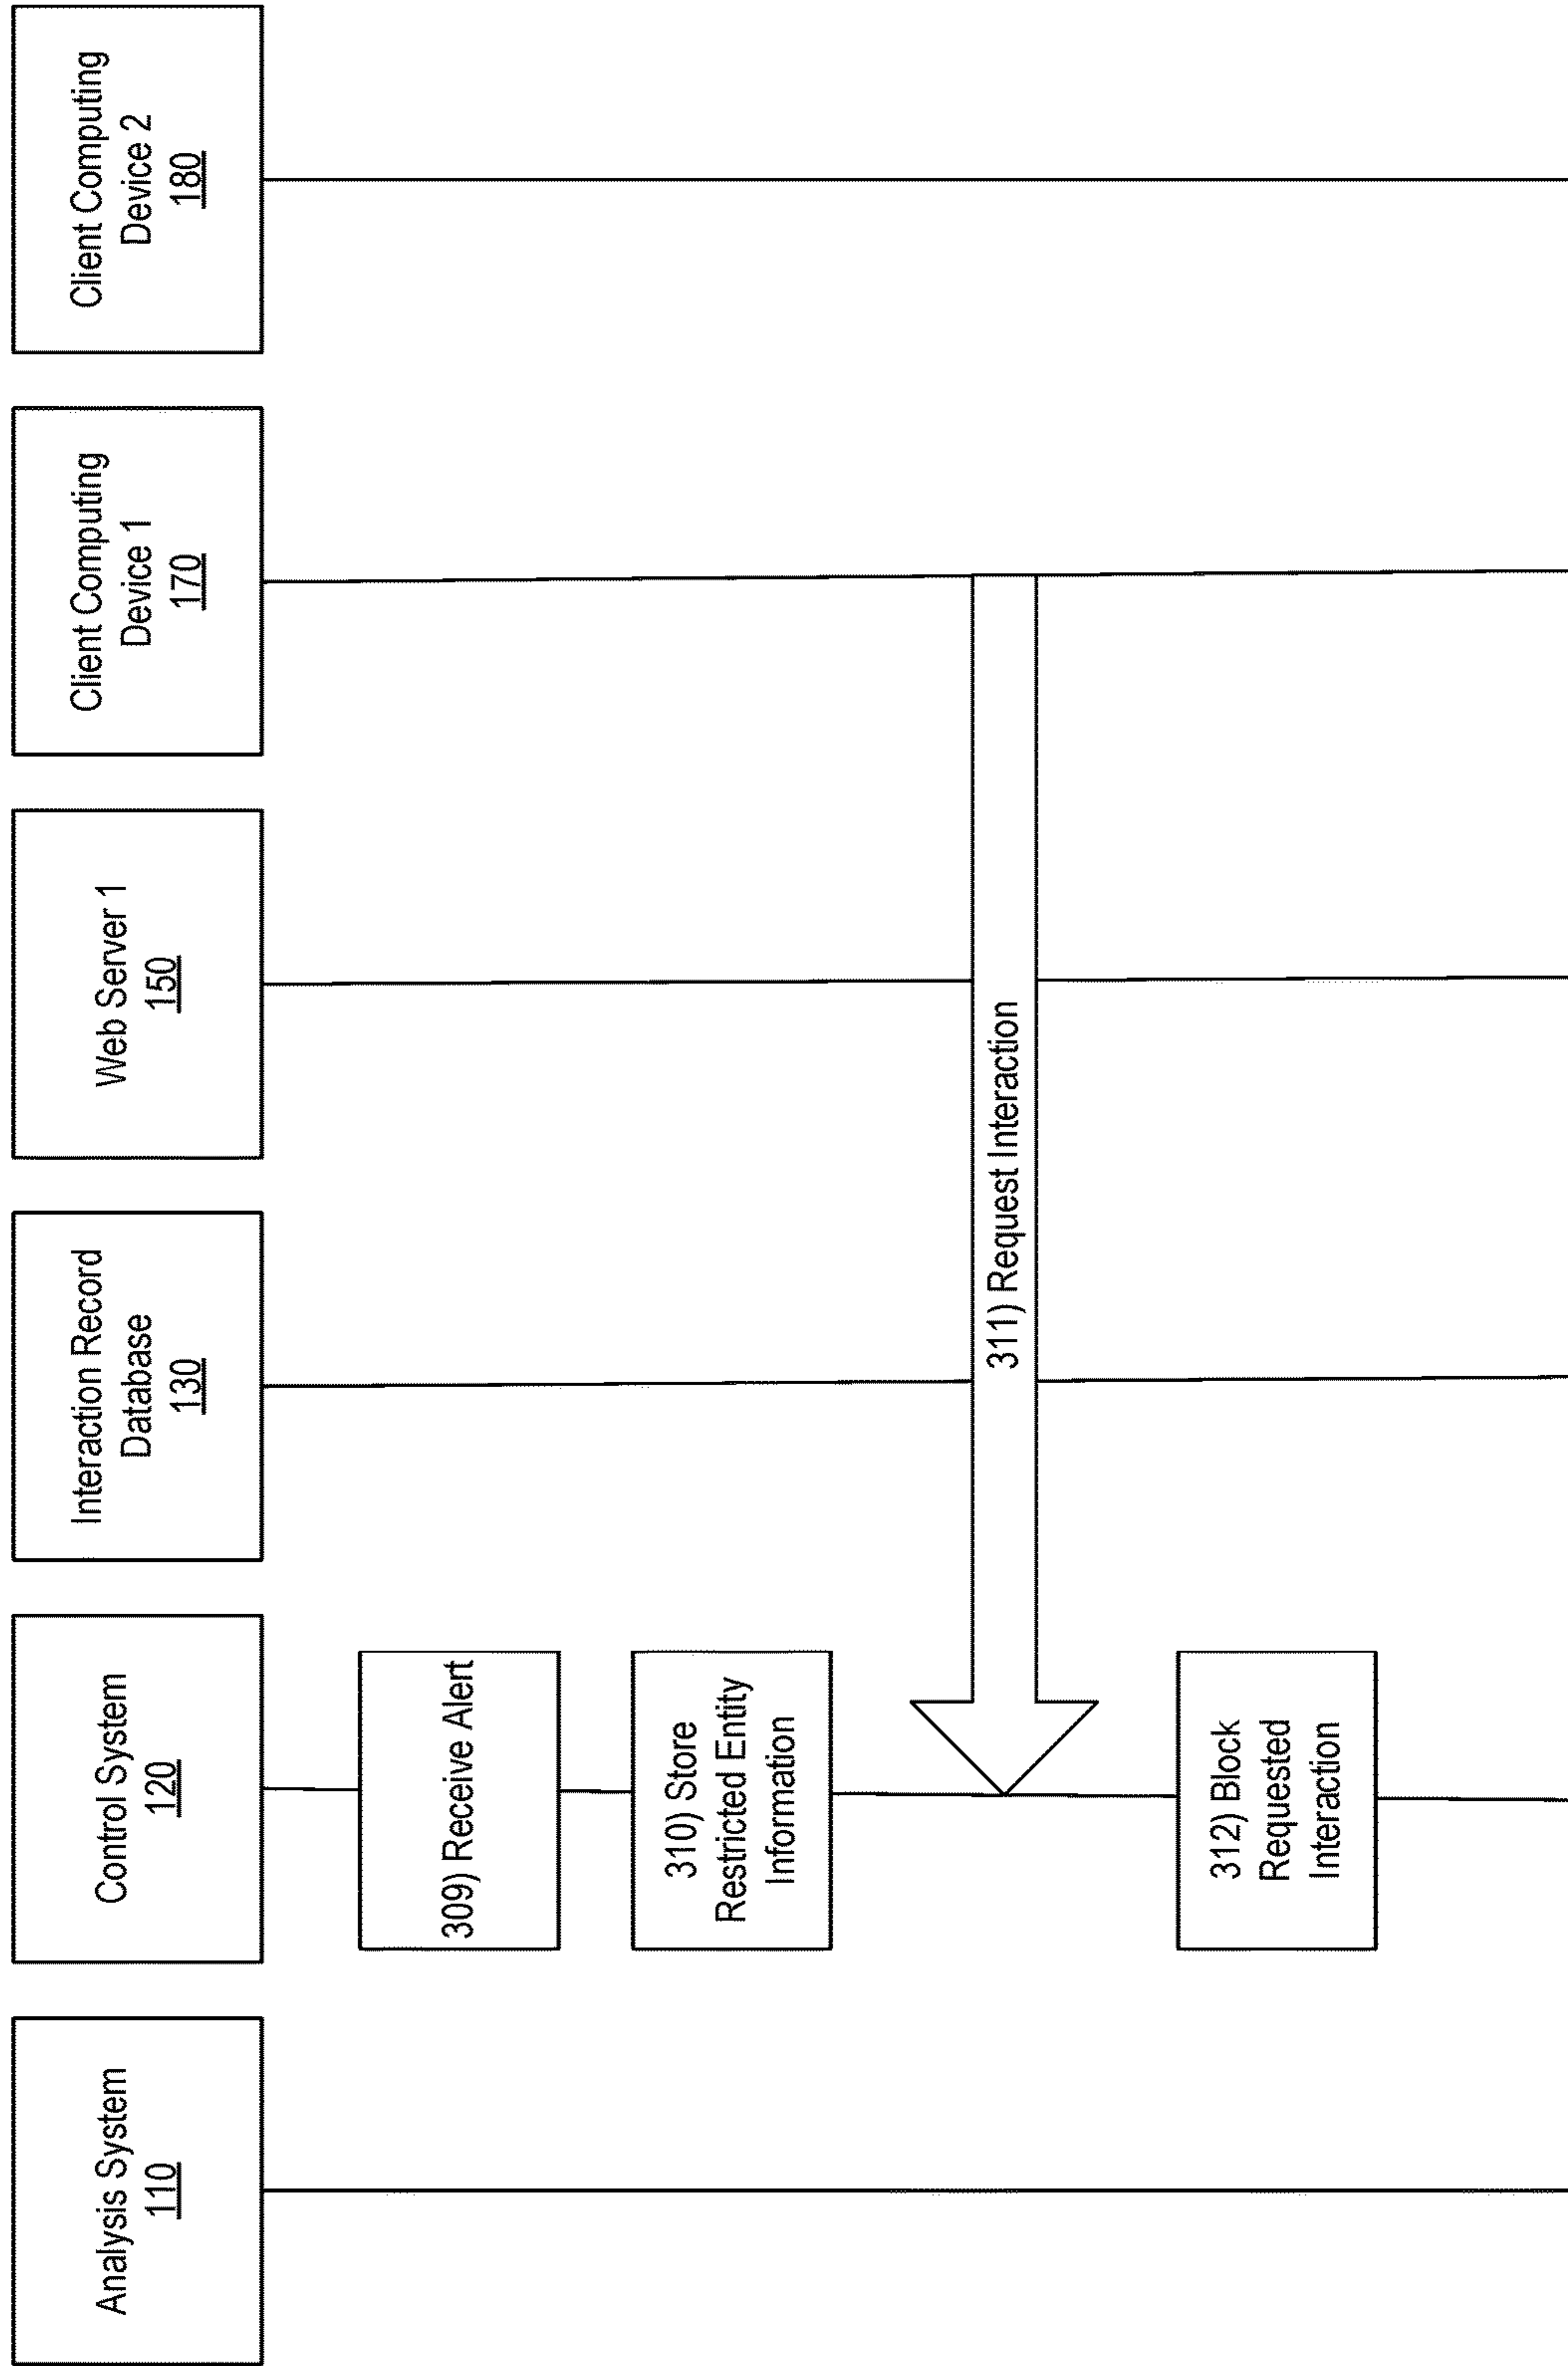 Analysis System
110
Control System
120
Interaction Record
Database
130
Web Server 1
150
Client Computing
Device 1
170
Client Computing
Device 2
180
309) Receive Alert
310) Store
Restricted Entity
Information
311) Request Interaction
312) Block
Requested
Interaction